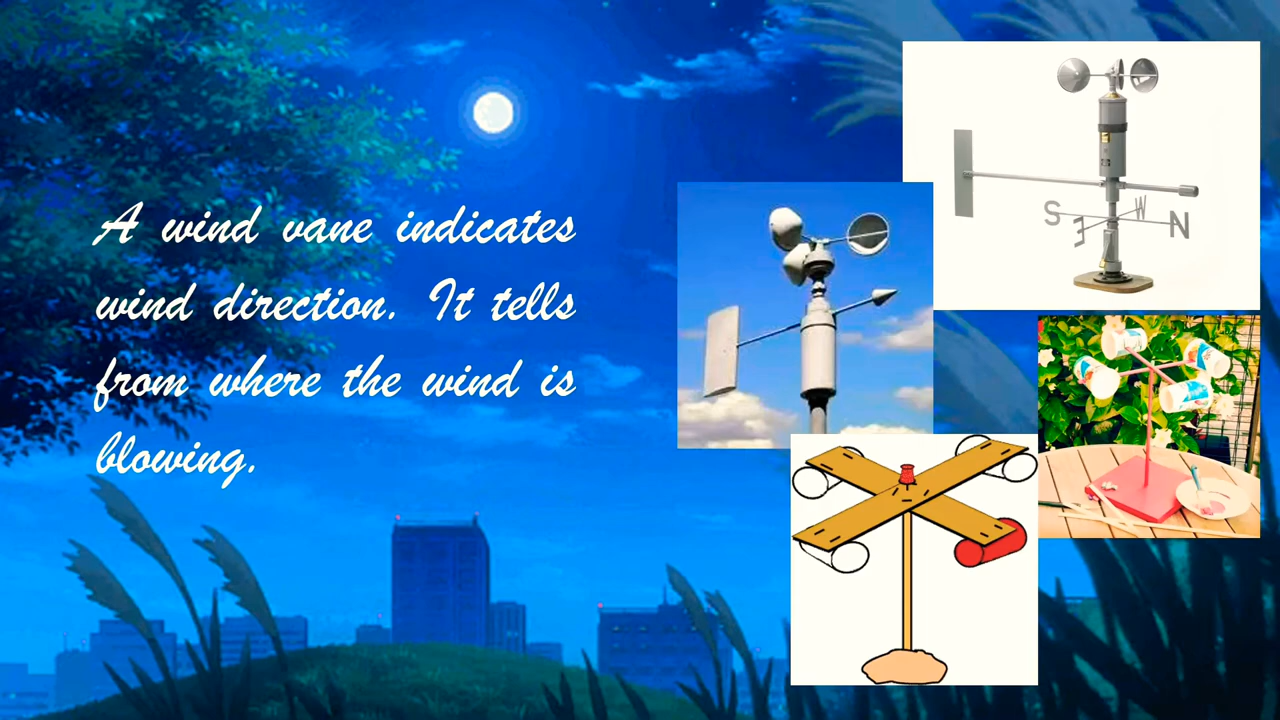 A wind vane indicates
wind direction. It tells
from where the wind is
blowing.
S W N
E